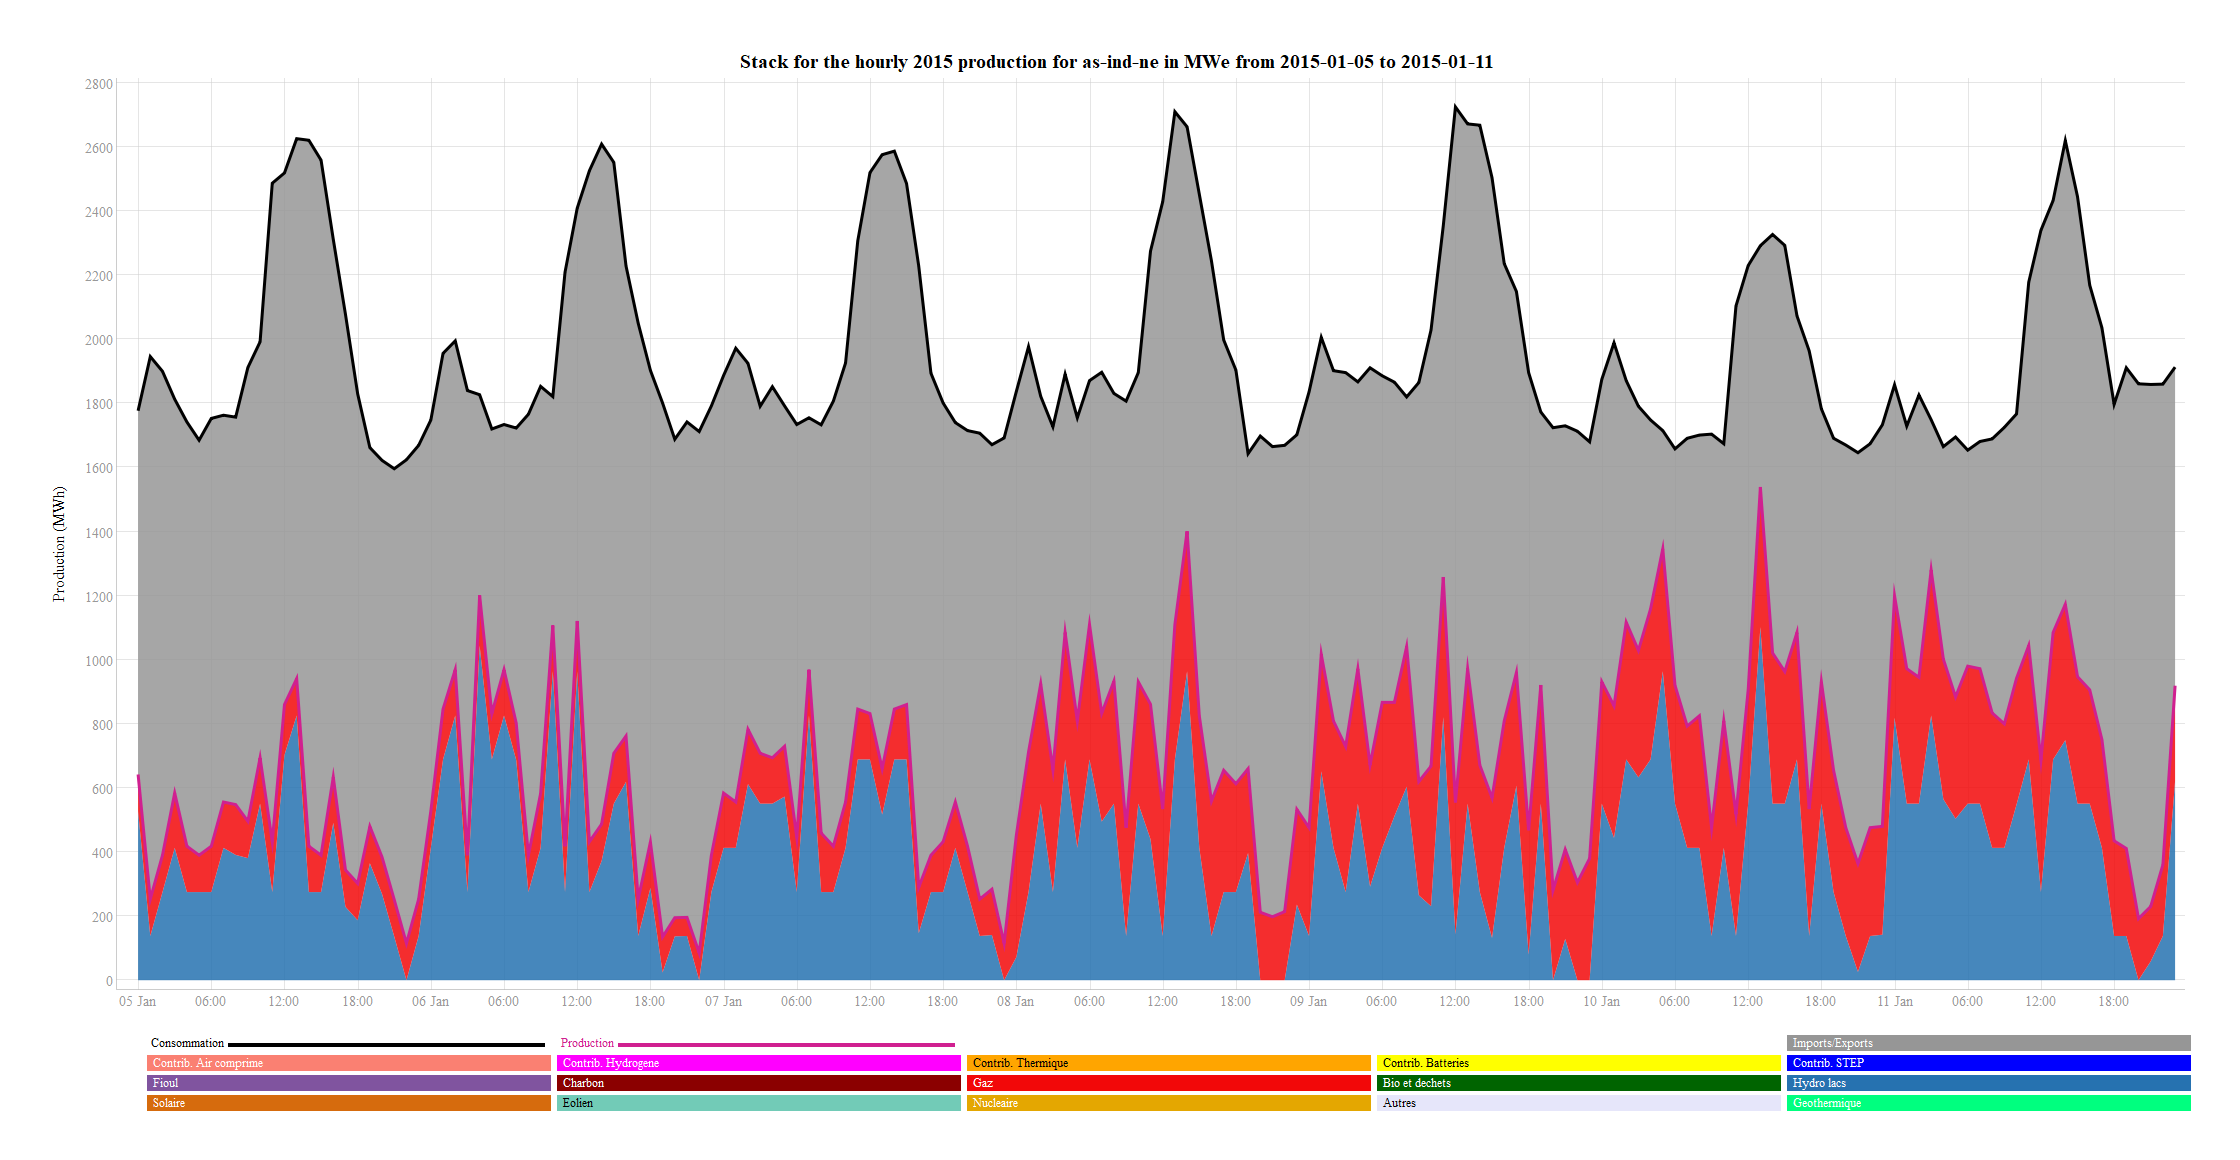 Stack for the hourly 2015 production for as-ind-ne in MWe from 2015-01-05 to 2015-01-11
2800
2600
2400
2200
2000
1800
1600
1400
1200
1000
800
600
400
200
0
Production (MWh)
05 Jan 06:00 12:00 18:00 06 Jan 06:00 12:00 18:00 07 Jan 06:00 12:00 18:00 08 Jan 06:00 12:00 18:00 09 Jan 06:00 12:00 18:00 10 Jan 06:00 12:00 18:00 11 Jan 06:00 12:00 18:00
Consommation Production Imports/Exports
Contrib. Air comprime Contrib. Hydrogene Contrib. Thermique Contrib. Batteries Contrib. STEP
Fioul Charbon Gaz Bio et dechets Hydro lacs
Solaire Eolien Nucleaire Autres Geothermique